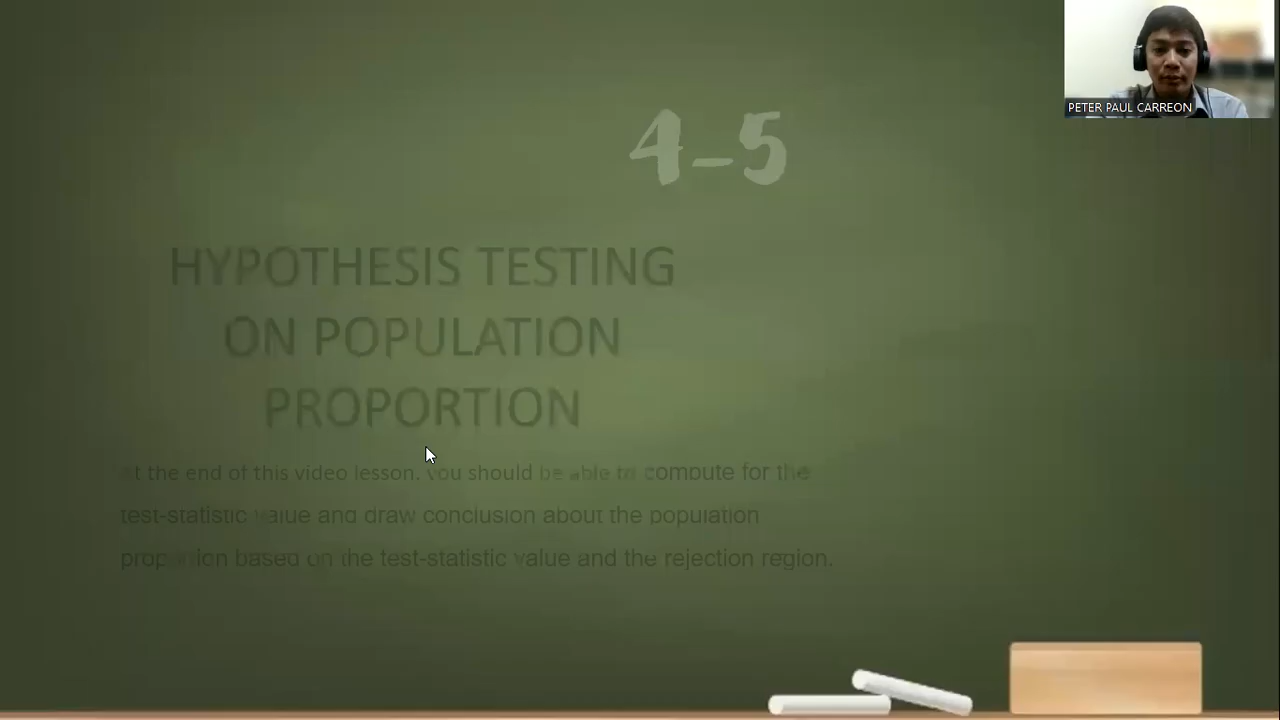 PETER PAUL CARREON
4-5
HYPOTHESIS TESTING
ON POPULATION
PROPORTION
At the end of this video lesson, you should be able to compute for the
test-statistic value and draw conclusion about the population
proportion based on the test-statistic value and the rejection region.